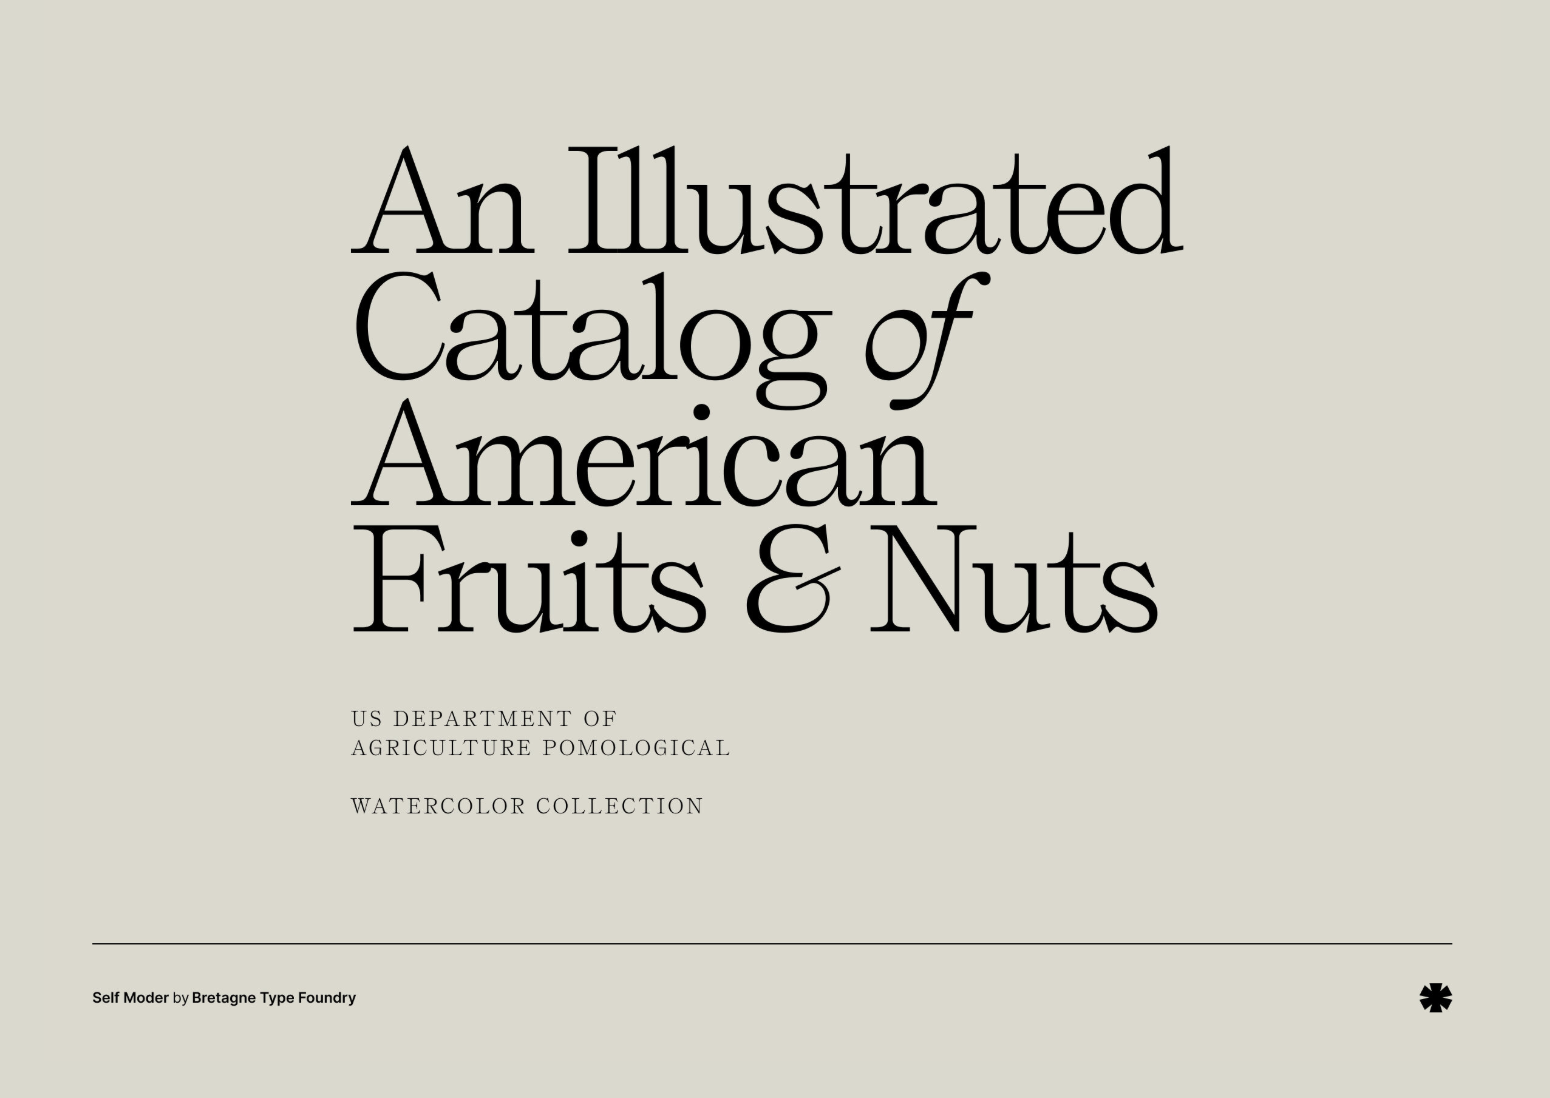 An Illustrated
Catalog of
American
Fruits & Nuts
US DEPARTMENT OF
AGRICULTURE POMOLOGICAL
WATERCOLOR COLLECTION
Self Moder by Bretagne Type Foundry